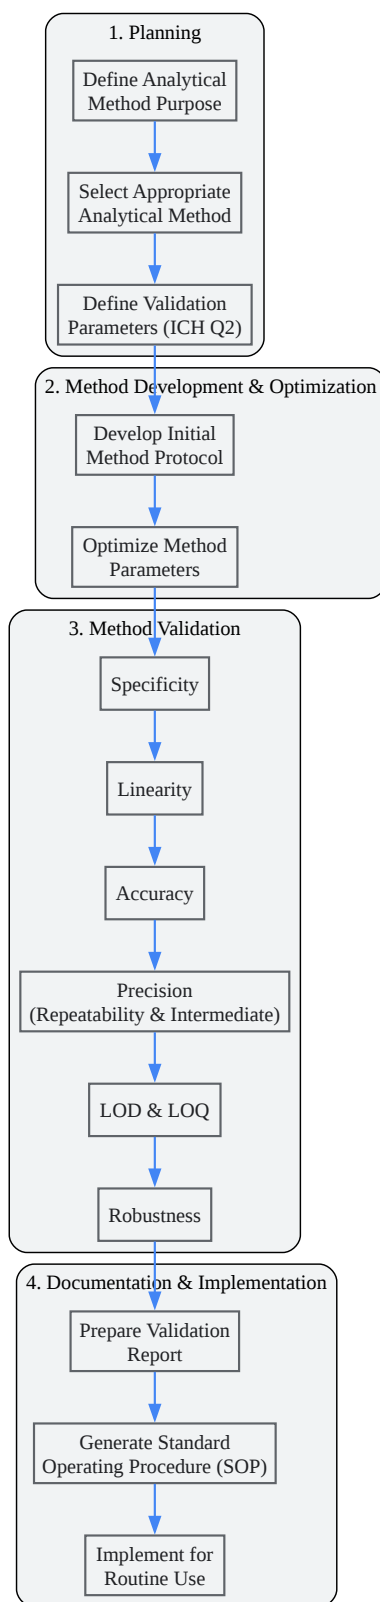 1. Planning
Define Analytical
Method Purpose
Select Appropriate
Analytical Method
Define Validation
Parameters (ICH Q2)
2. Method Development & Optimization
Develop Initial
Method Protocol
Optimize Method
Parameters
3. Method Validation
Specificity
Linearity
Accuracy
Precision
(Repeatability & Intermediate)
LOD & LOQ
Robustness
4. Documentation & Implementation
Prepare Validation
Report
Generate Standard
Operating Procedure (SOP)
Implement for
Routine Use